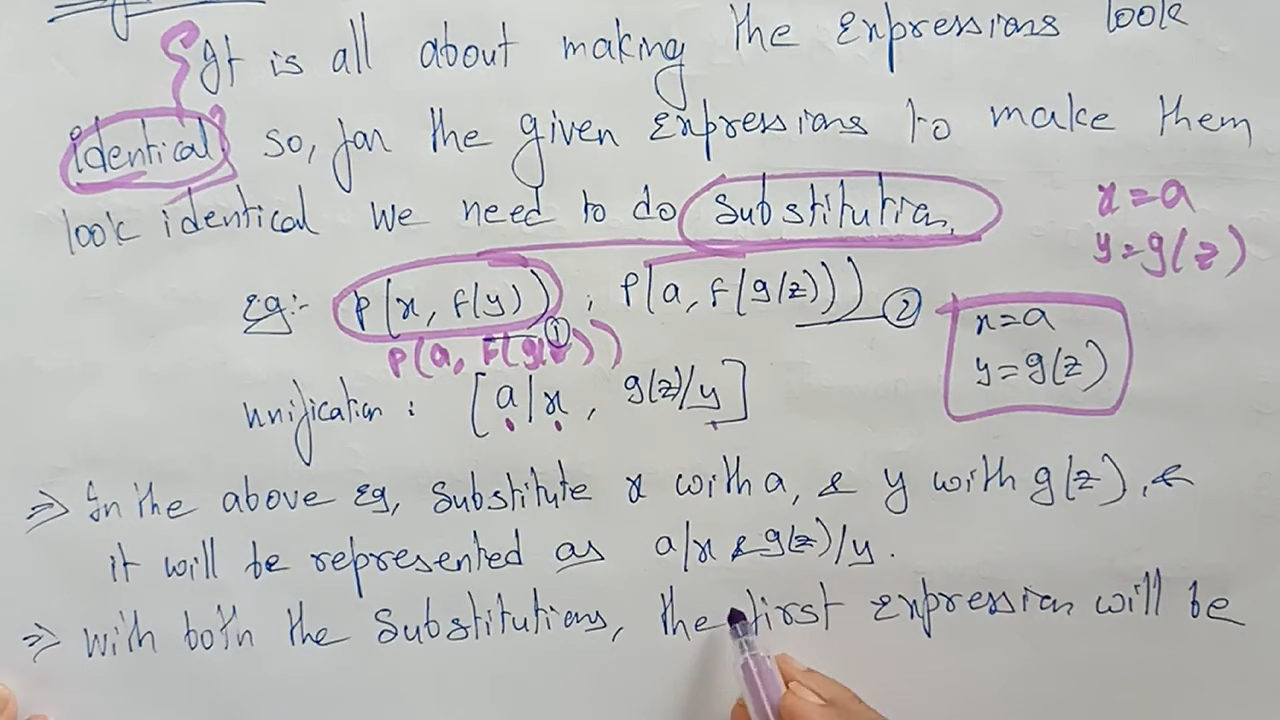 It is all about making the expressions look
identical so, for the given expressions to make them
look identical we need to do substitution.
x = a
y = g(z)
Eg:- P(x, F(y)) ; P(a, F(g(z))) ②
①
P(a, F(g( ))
x = a
y = g(z)
Unification : [a/x, g(z)/y]
⇒ In the above Eg, Substitute x with a, & y with g(z), &
it will be represented as a/x & g(z)/y.
⇒ with both the Substitutions, the first expression will be